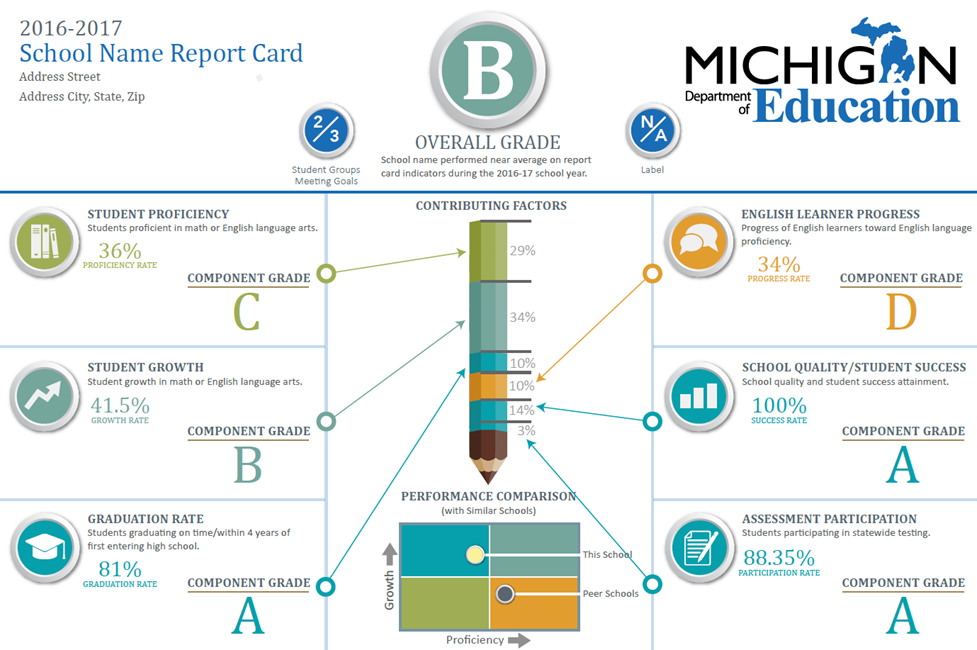 2016-2017
School Name Report Card
Address Street
Address City, State, Zip
B
2/3
Student Groups
Meeting Goals
OVERALL GRADE
School name performed near average on report
card indicators during the 2016-17 school year.
N/A
Label
MICHIGAN
Department
of
Education
STUDENT PROFICIENCY
Students proficient in math or English language arts.
36%
PROFICIENCY RATE
COMPONENT GRADE
C
STUDENT GROWTH
Student growth in math or English language arts.
41.5%
GROWTH RATE
COMPONENT GRADE
B
GRADUATION RATE
Students graduating on time/within 4 years of
first entering high school.
81%
GRADUATION RATE
COMPONENT GRADE
A
CONTRIBUTING FACTORS
29%
34%
10%
10%
14%
3%
PERFORMANCE COMPARISON
(with Similar Schools)
Growth
This School
Peer Schools
Proficiency
ENGLISH LEARNER PROGRESS
Progress of English learners toward English language
proficiency.
34%
PROGRESS RATE
COMPONENT GRADE
D
SCHOOL QUALITY/STUDENT SUCCESS
School quality and student success attainment.
100%
SUCCESS RATE
COMPONENT GRADE
A
ASSESSMENT PARTICIPATION
Students participating in statewide testing.
88.35%
PARTICIPATION RATE
COMPONENT GRADE
A